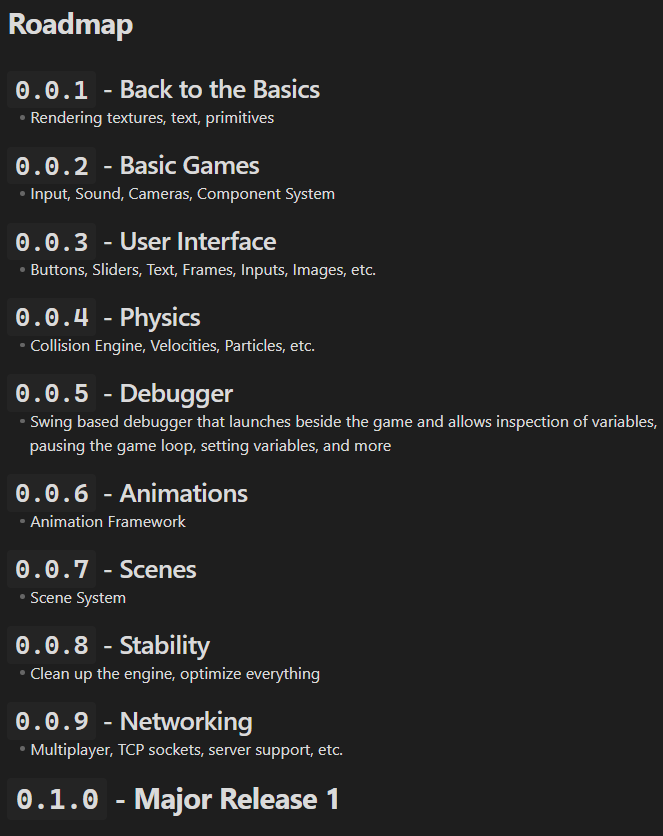 Roadmap
0.0.1 - Back to the Basics
• Rendering textures, text, primitives
0.0.2 - Basic Games
• Input, Sound, Cameras, Component System
0.0.3 - User Interface
• Buttons, Sliders, Text, Frames, Inputs, Images, etc.
0.0.4 - Physics
• Collision Engine, Velocities, Particles, etc.
0.0.5 - Debugger
• Swing based debugger that launches beside the game and allows inspection of variables,
pausing the game loop, setting variables, and more
0.0.6 - Animations
• Animation Framework
0.0.7 - Scenes
• Scene System
0.0.8 - Stability
• Clean up the engine, optimize everything
0.0.9 - Networking
• Multiplayer, TCP sockets, server support, etc.
0.1.0 - Major Release 1